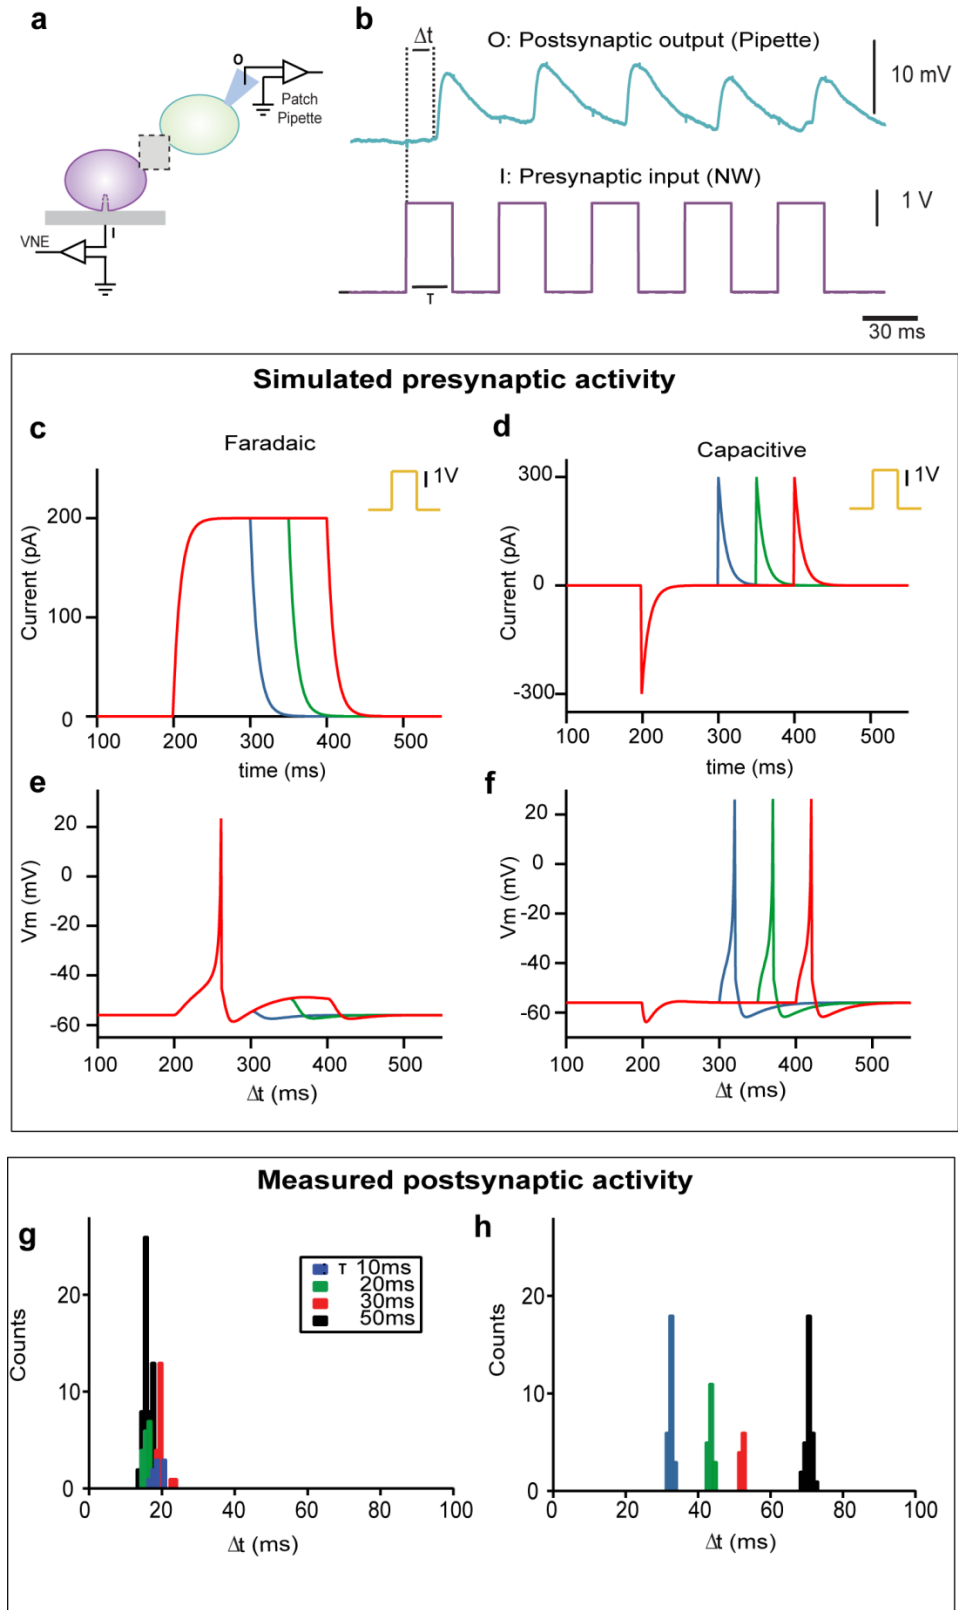 a
O
Patch
Pipette
I
VNE
b
Δt
O: Postsynaptic output (Pipette)
10 mV
I: Presynaptic input (NW)
1 V
τ
30 ms
Simulated presynaptic activity
c
Faradaic
1V
Current (pA)
200
100
0
100 200 300 400 500
time (ms)
d
Capacitive
1V
Current (pA)
300
0
-300
100 200 300 400 500
time (ms)
e
Vm (mV)
20
0
-20
-40
-60
100 200 300 400 500
Δt (ms)
f
Vm (mV)
20
0
-20
-40
-60
100 200 300 400 500
Δt (ms)
Measured postsynaptic activity
g
Counts
20
10
0
0 20 40 60 80 100
Δt (ms)
τ 10ms
20ms
30ms
50ms
h
Counts
20
10
0
0 20 40 60 80 100
Δt (ms)